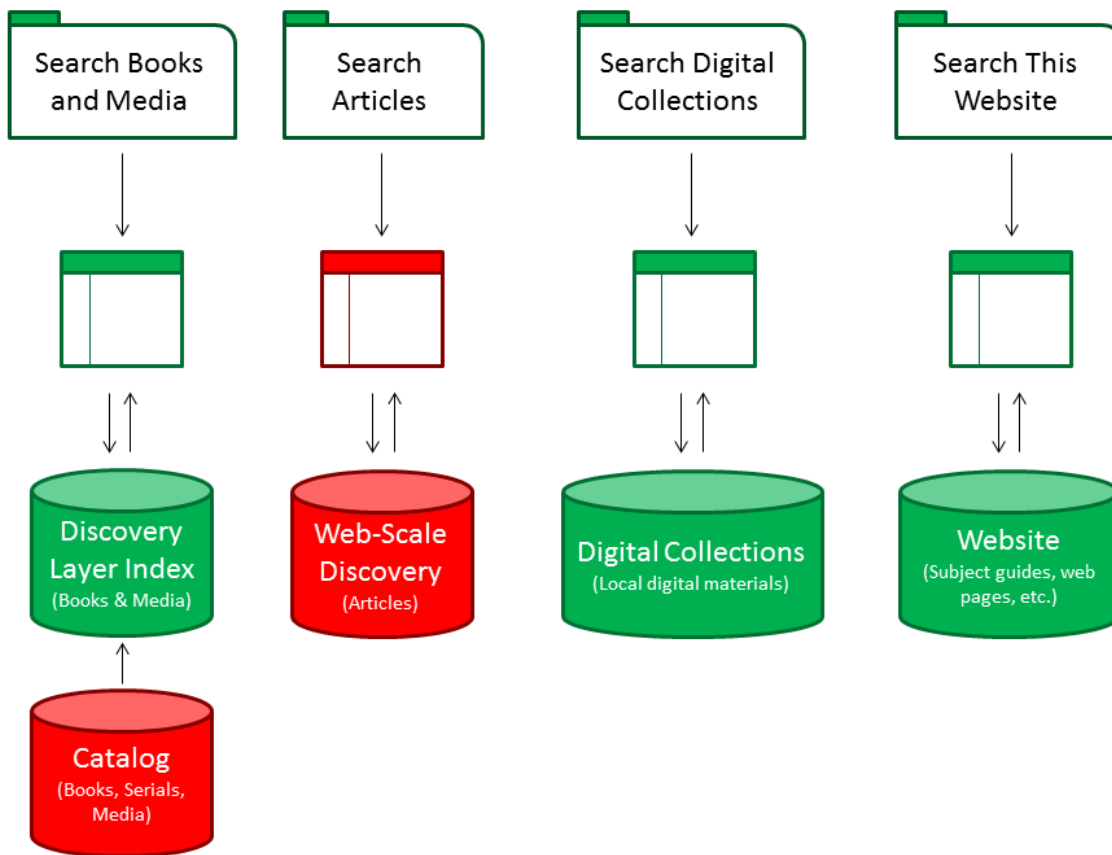 Search Books
and Media
Search
Articles
Search Digital
Collections
Search This
Website
Discovery
Layer Index
(Books & Media)
Web-Scale
Discovery
(Articles)
Digital Collections
(Local digital materials)
Website
(Subject guides, web
pages, etc.)
Catalog
(Books, Serials,
Media)